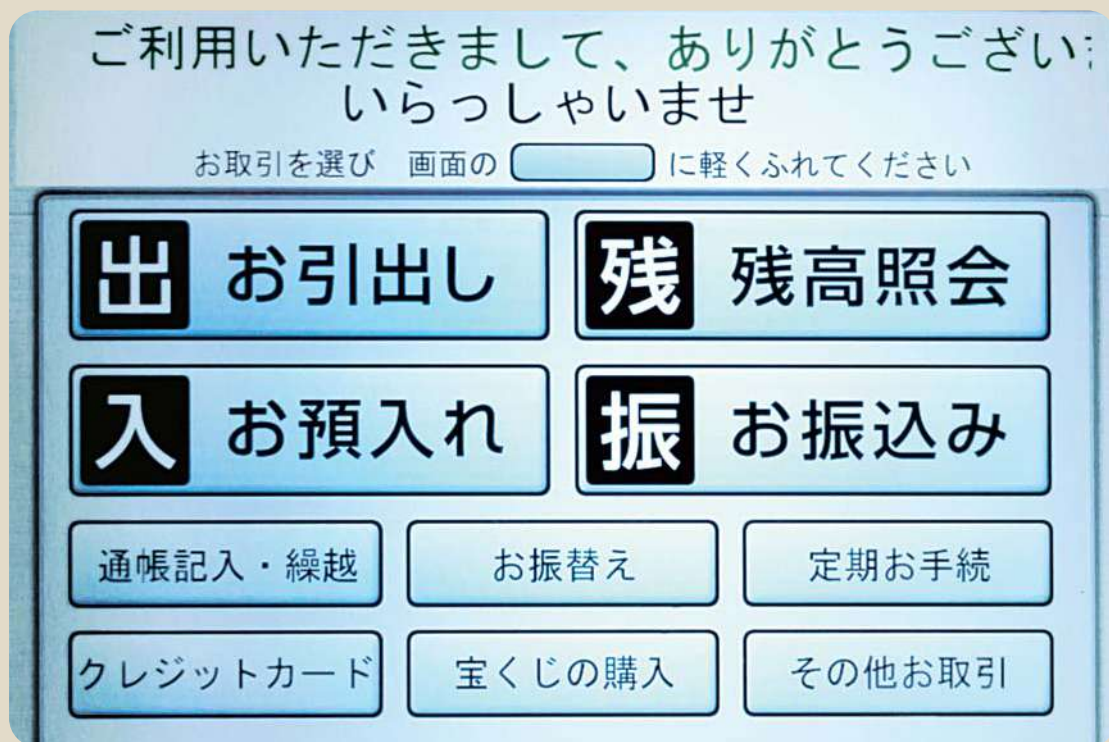 ご利用いただきまして、ありがとうござい
いらっしゃいませ
お取引を選び 画面の に軽くふれてください
出 お引出し
残 残高照会
入 お預入れ
振 お振込み
通帳記入・繰越
お振替え
定期お手続
クレジットカード
宝くじの購入
その他お取引